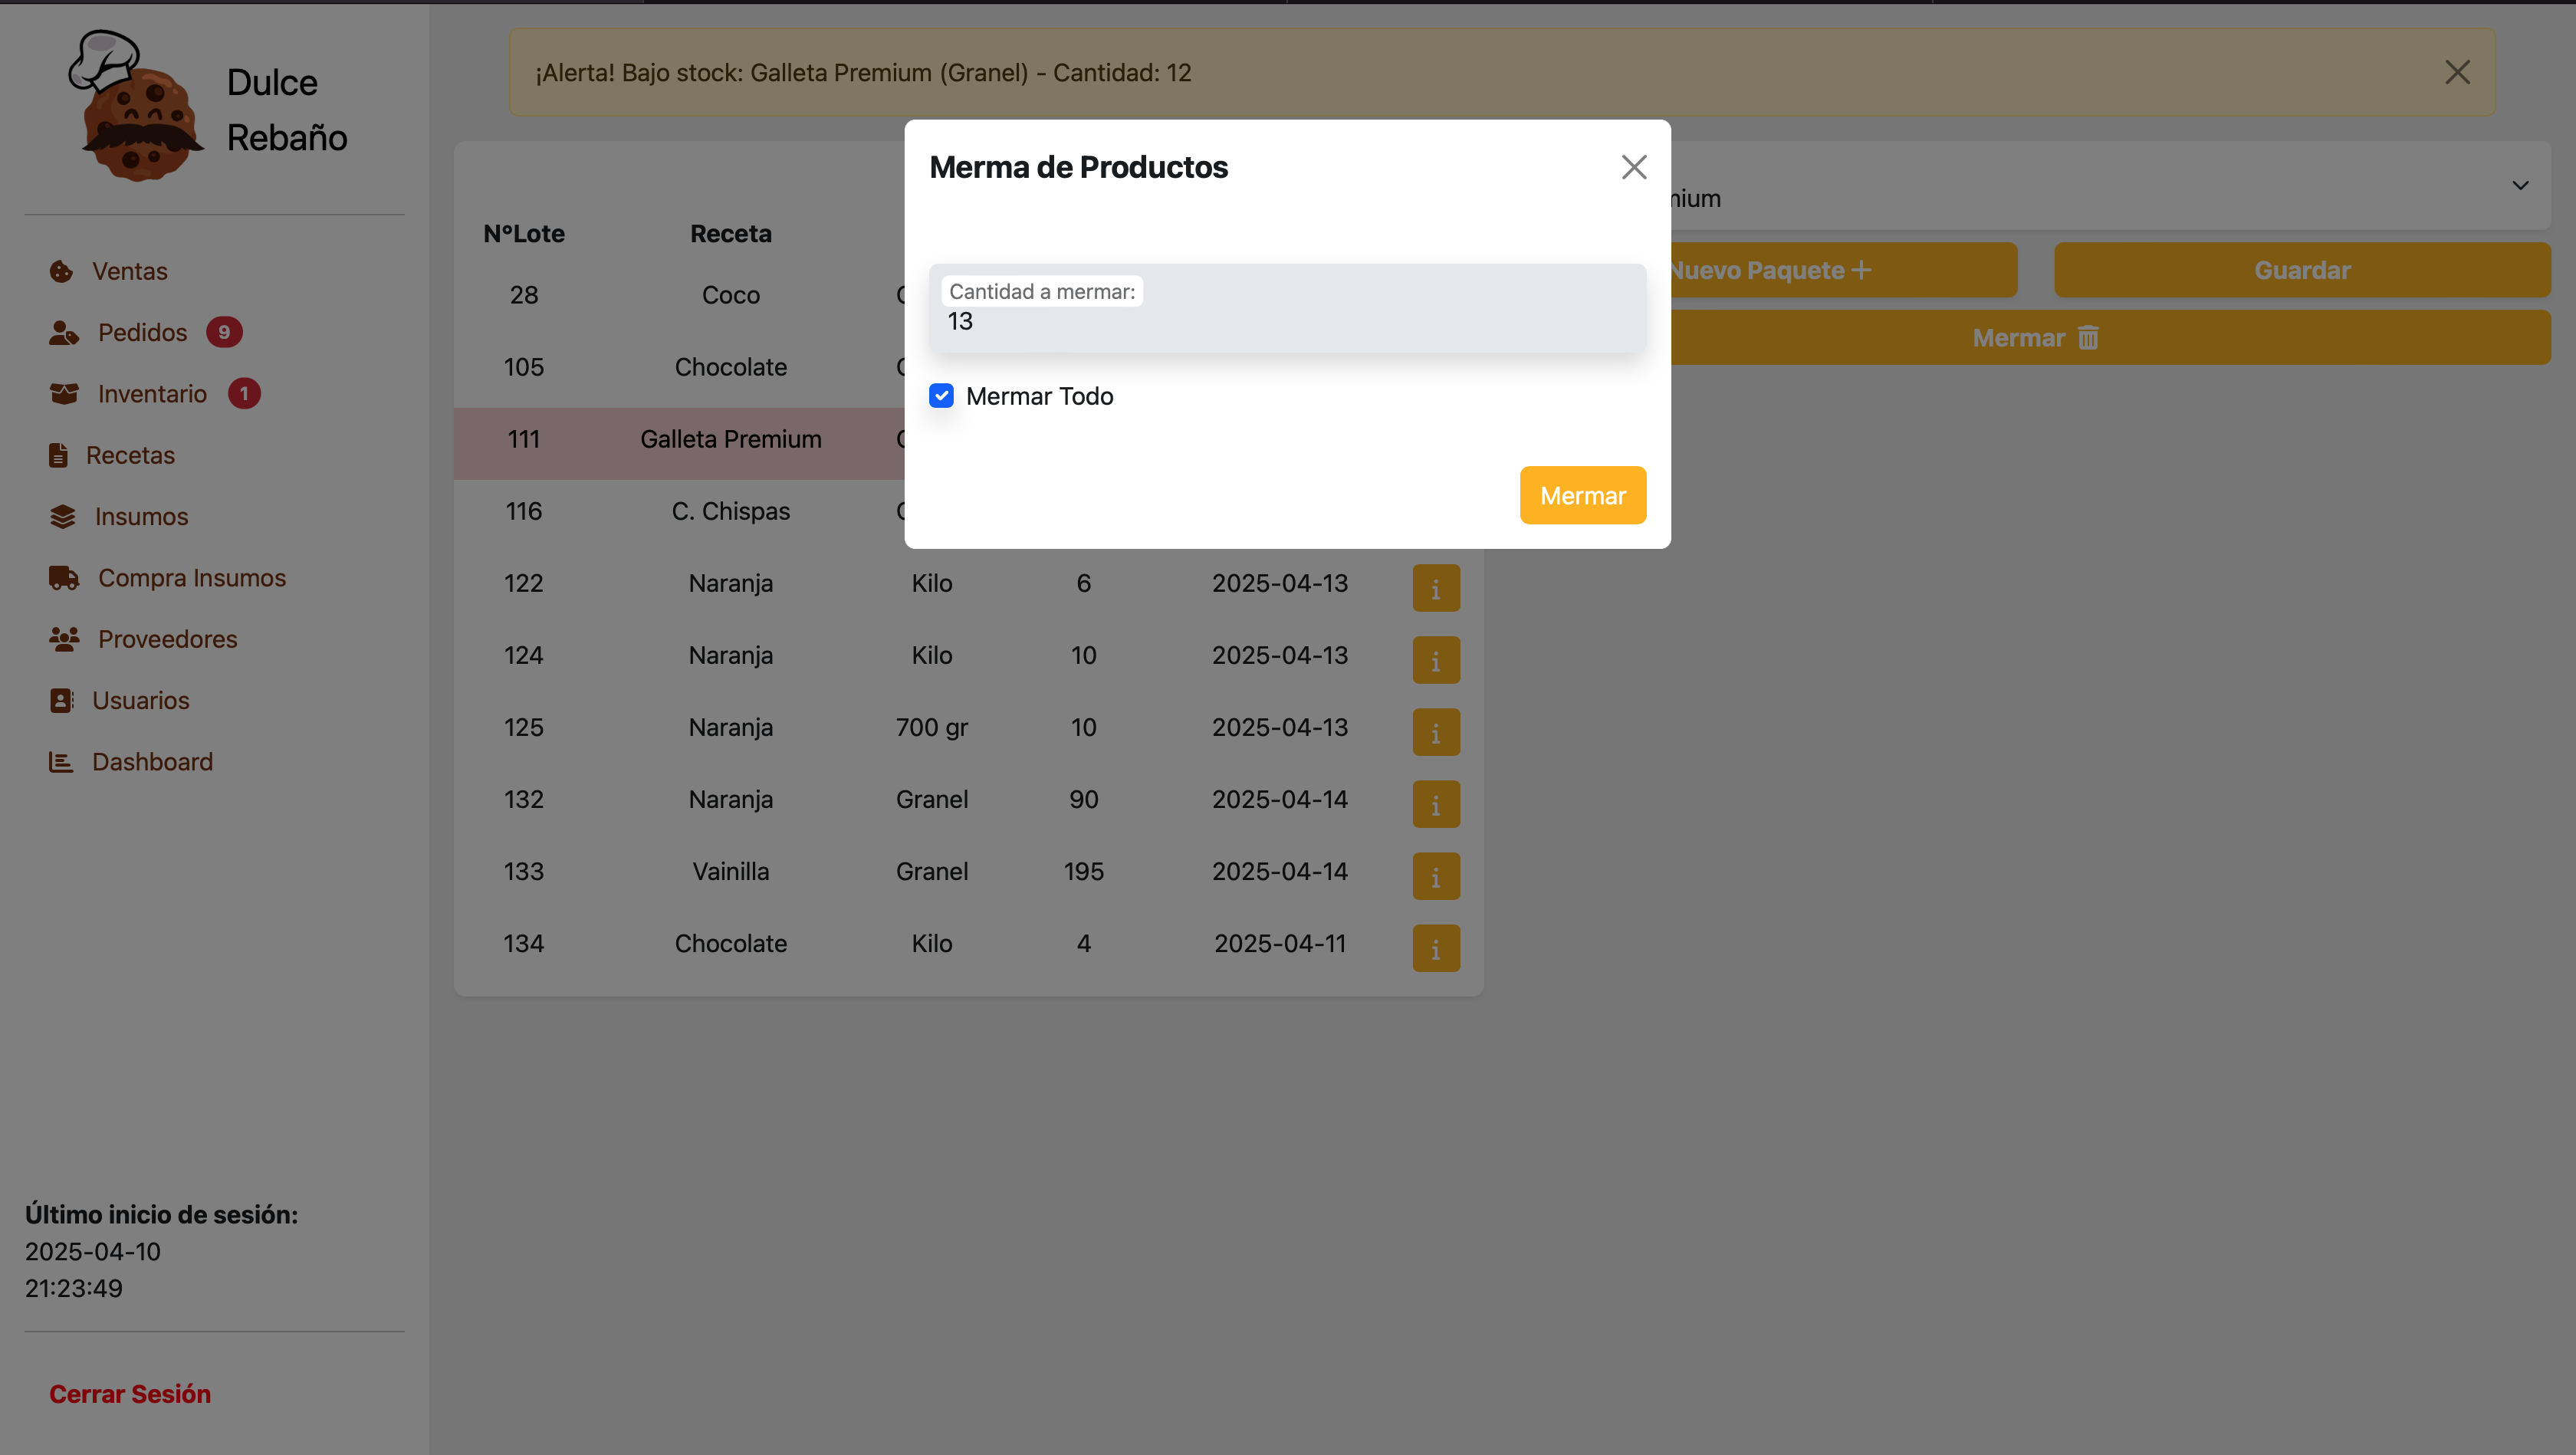 Dulce
Rebaño
Ventas
Pedidos 9
Inventario 1
Recetas
Insumos
Compra Insumos
Proveedores
Usuarios
Dashboard
Último inicio de sesión:
2025-04-10
21:23:49
Cerrar Sesión
¡Alerta! Bajo stock: Galleta Premium (Granel) - Cantidad: 12
Merma de Productos
Cantidad a mermar:
13
Mermar Todo
Mermar
N°Lote Receta
28 Coco
105 Chocolate
111 Galleta Premium
116 C. Chispas
122 Naranja Kilo 6 2025-04-13
124 Naranja Kilo 10 2025-04-13
125 Naranja 700 gr 10 2025-04-13
132 Naranja Granel 90 2025-04-14
133 Vainilla Granel 195 2025-04-14
134 Chocolate Kilo 4 2025-04-11
Nuevo Paquete
Guardar
Mermar